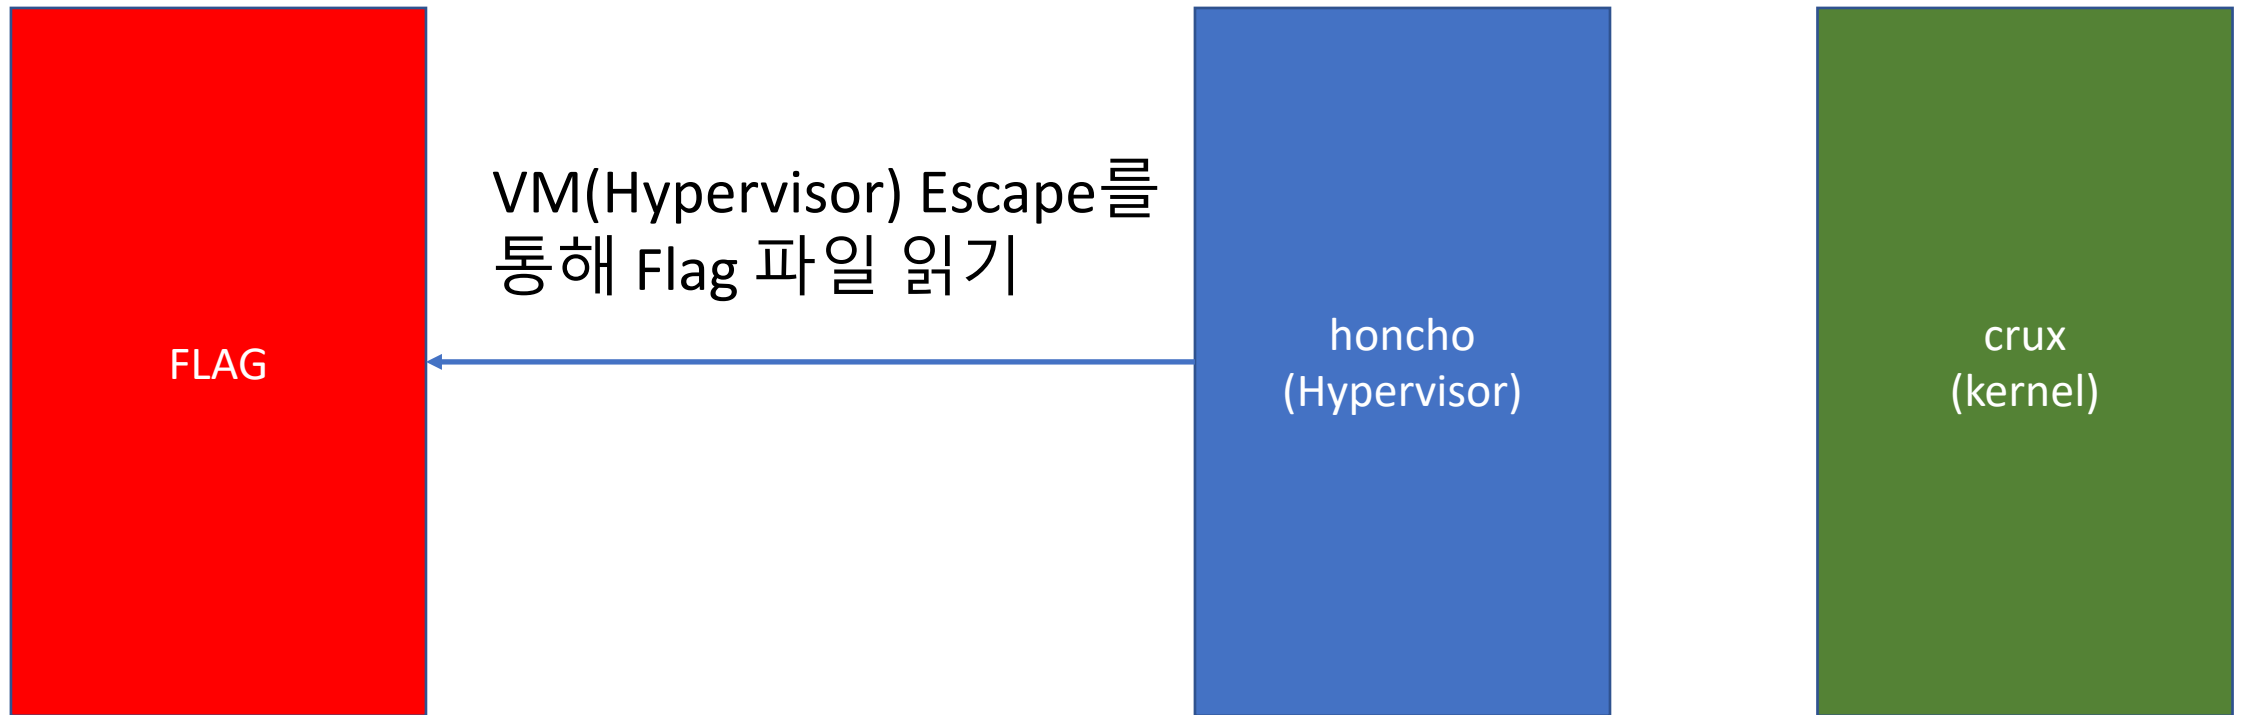 FLAG
VM(Hypervisor) Escape를
통해 Flag 파일 읽기
honcho
(Hypervisor)
crux
(kernel)